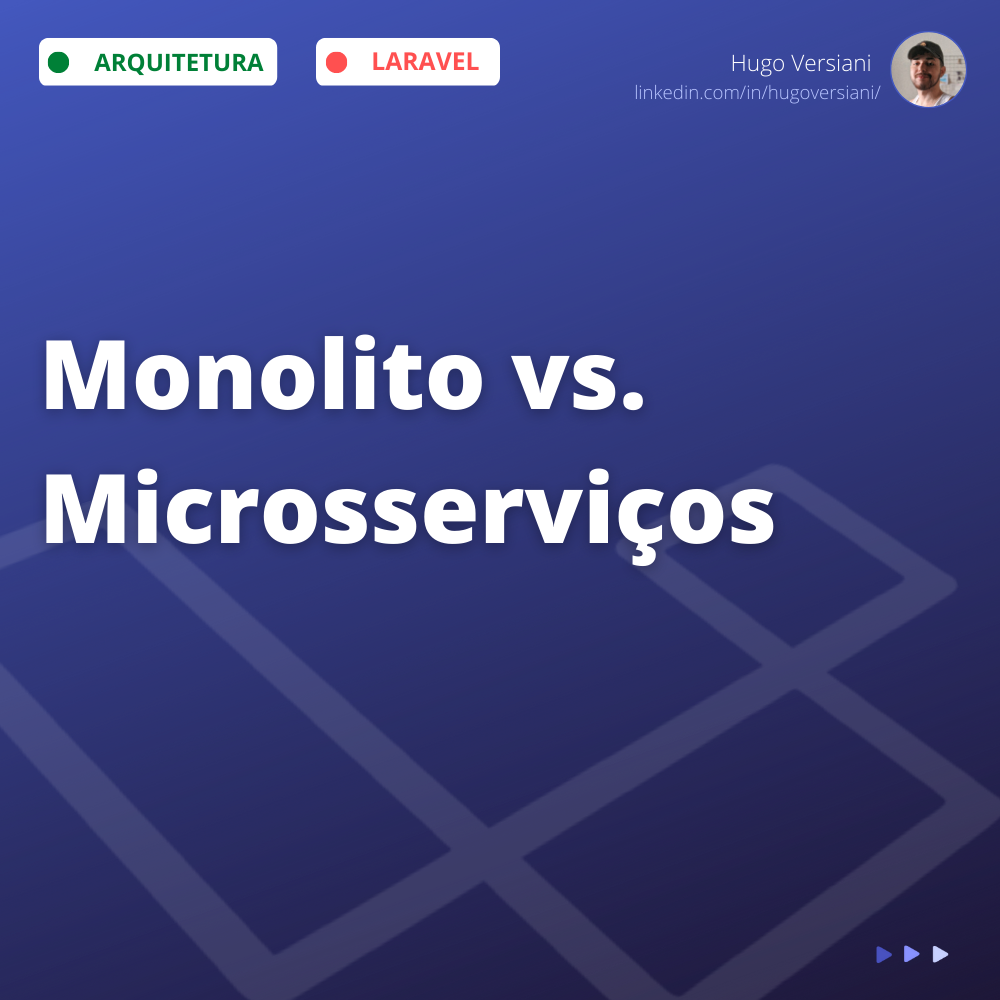 ARQUITETURA
LARAVEL
Hugo Versiani
linkedin.com/in/hugoversiani/
Monolito vs.
Microsserviços